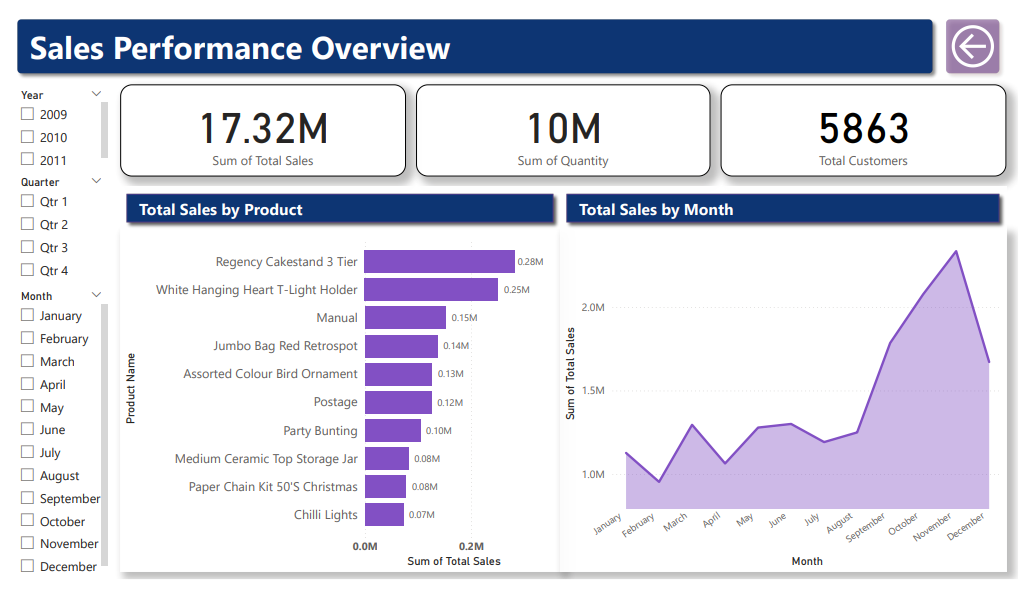 Sales Performance Overview
Year
2009
2010
2011
Quarter
Qtr 1
Qtr 2
Qtr 3
Qtr 4
Month
January
February
March
April
May
June
July
August
September
October
November
December
17.32M
Sum of Total Sales
10M
Sum of Quantity
5863
Total Customers
Total Sales by Product
Product Name
Regency Cakestand 3 Tier 0.28M
White Hanging Heart T-Light Holder 0.25M
Manual 0.15M
Jumbo Bag Red Retrospot 0.14M
Assorted Colour Bird Ornament 0.13M
Postage 0.12M
Party Bunting 0.10M
Medium Ceramic Top Storage Jar 0.08M
Paper Chain Kit 50'S Christmas 0.08M
Chilli Lights 0.07M
0.0M 0.2M
Sum of Total Sales
Total Sales by Month
Sum of Total Sales
2.0M
1.5M
1.0M
January February March April May June July August September October November December
Month